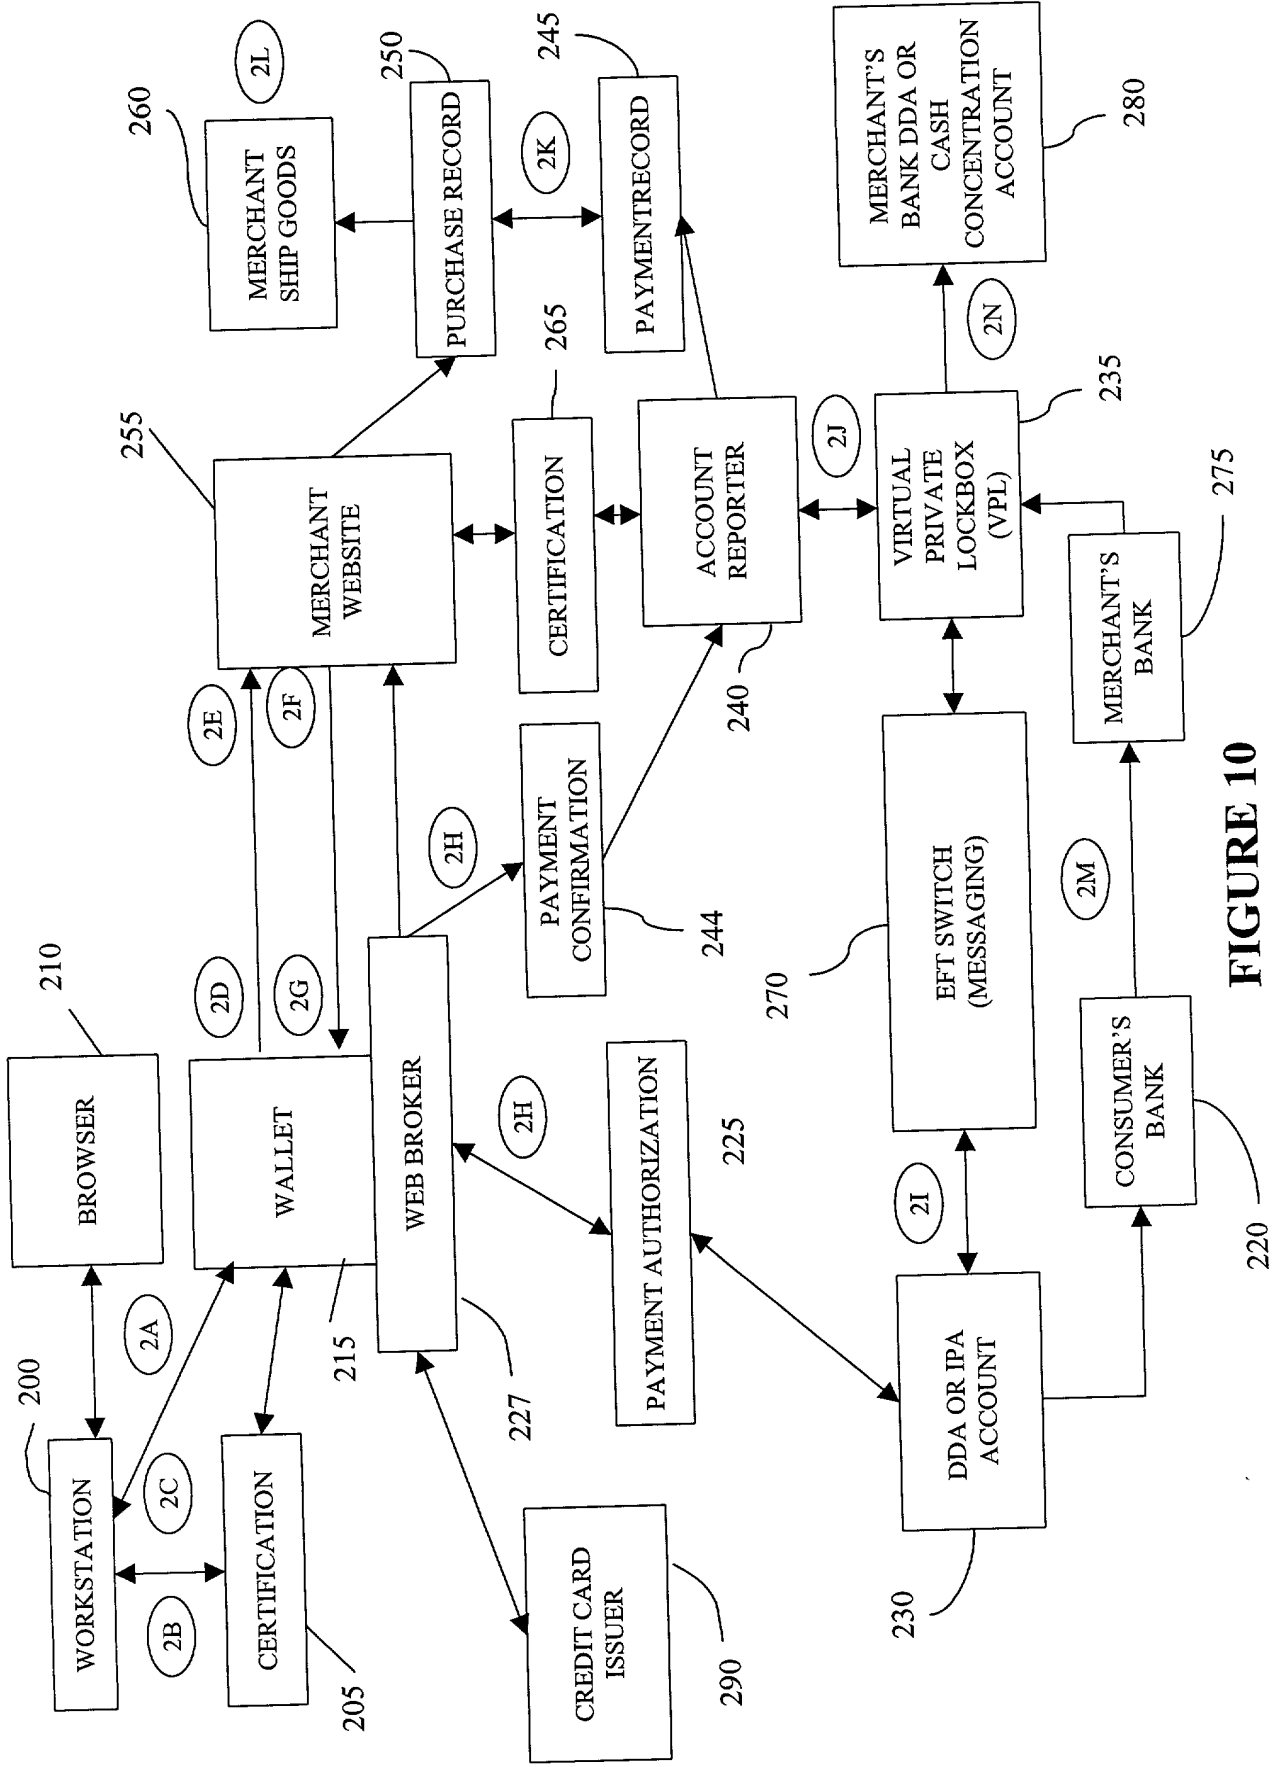 WORKSTATION
200
2A
BROWSER
210
2B
2C
CERTIFICATION
205
WALLET
215
2D
2G
2E
2F
WEB BROKER
227
MERCHANT
WEBSITE
255
MERCHANT
SHIP GOODS
260
2L
PURCHASE RECORD
250
2K
PAYMENTRECORD
245
CERTIFICATION
265
2H
PAYMENT
CONFIRMATION
244
2H
CREDIT CARD
ISSUER
290
PAYMENT AUTHORIZATION
225
ACCOUNT
REPORTER
240
2J
DDA OR IPA
ACCOUNT
230
2I
EFT SWITCH
(MESSAGING)
270
VIRTUAL
PRIVATE
LOCKBOX
(VPL)
235
2N
MERCHANT'S
BANK DDA OR
CASH
CONCENTRATION
ACCOUNT
280
CONSUMER'S
BANK
220
2M
MERCHANT'S
BANK
275
FIGURE 10